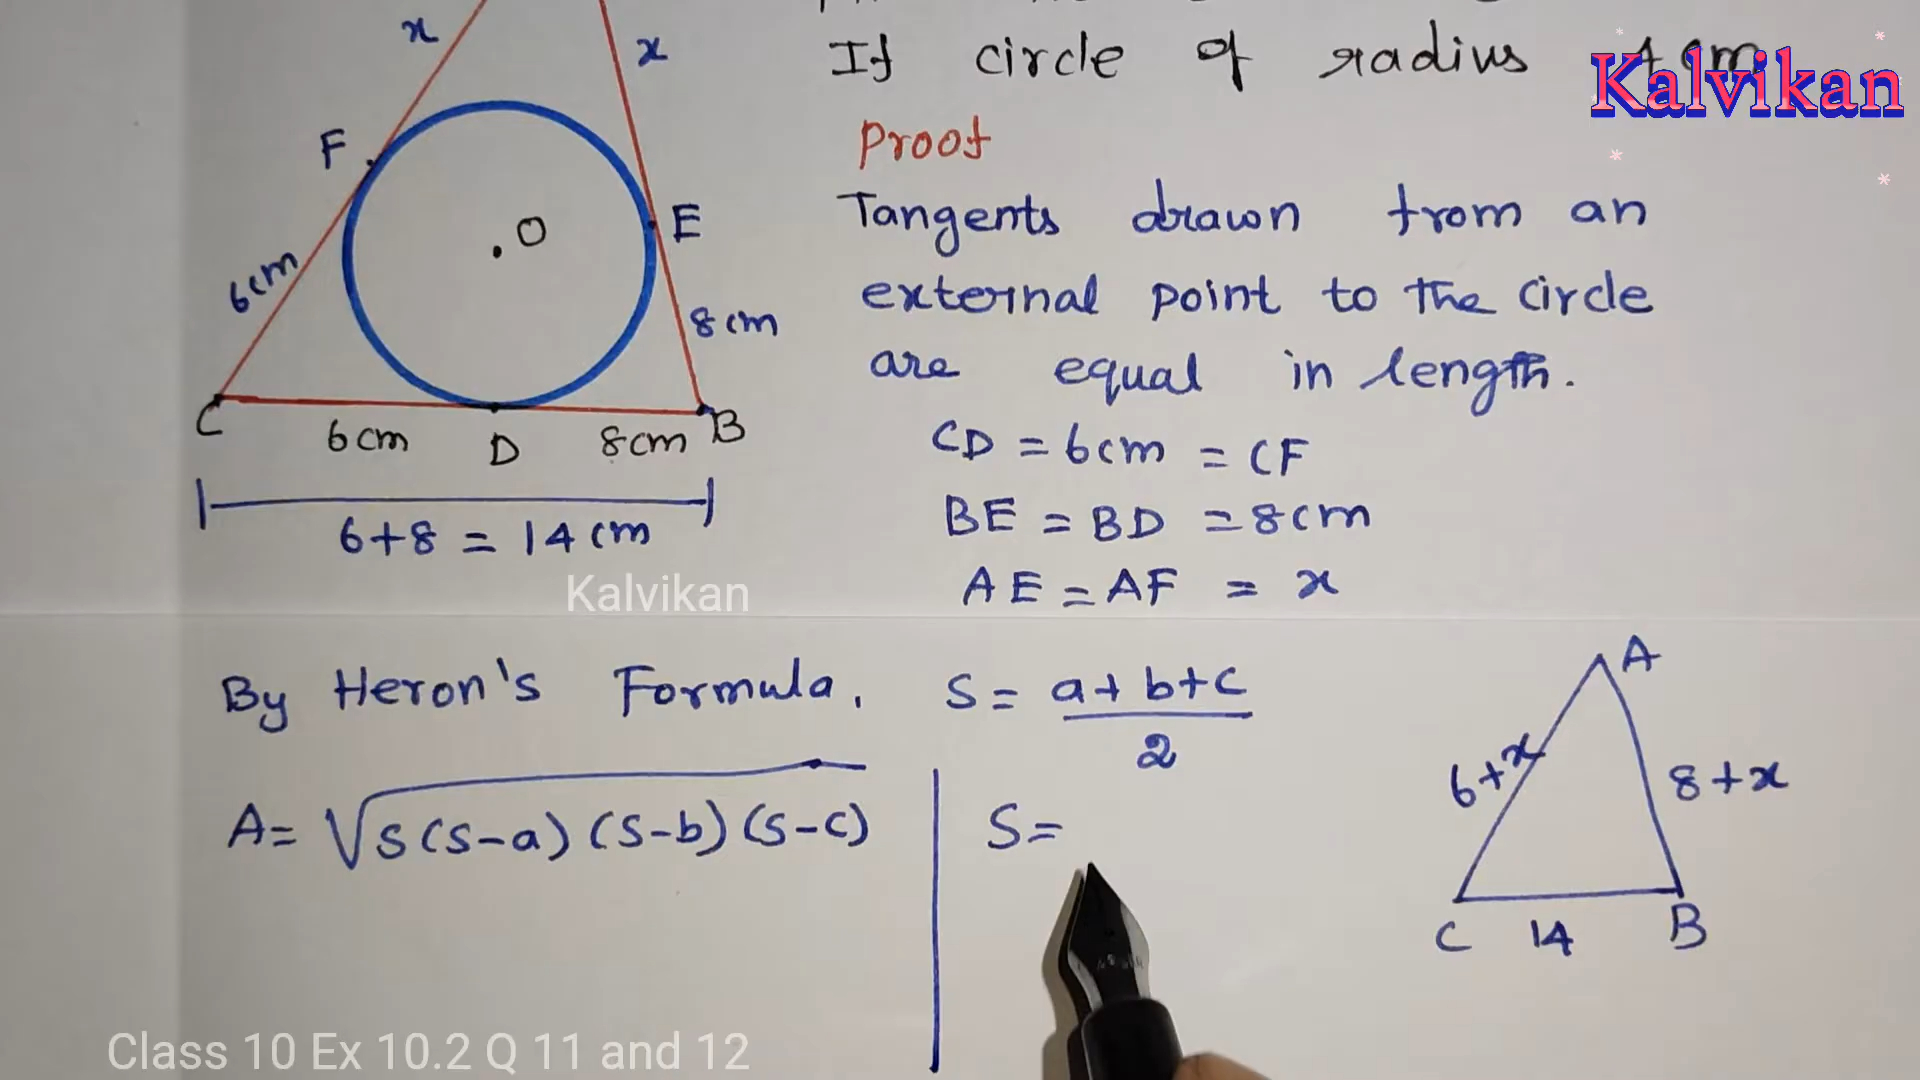 x
x
If circle of radius 4 cm
Kalvikan
Proof
F
Tangents drawn from an
O
E
6cm
external point to the circle
8cm
are equal in length.
C
6cm
D
8cm
B
CD = 6cm = CF
BE = BD = 8cm
6+8 = 14cm
AE = AF = x
Kalvikan
By Heron's Formula, S = a+b+c
2
A
6+x
8+x
A= √S(S-a)(S-b)(S-c)
S=
C
14
B
Class 10 Ex 10.2 Q 11 and 12